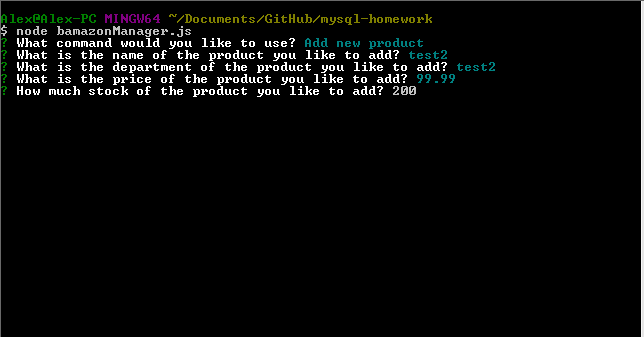 Alex@Alex-PC MINGW64 ~/Documents/GitHub/mysql-homework
$ node bamazonManager.js
? What command would you like to use? Add new product
? What is the name of the product you like to add? test2
? What is the department of the product you like to add? test2
? What is the price of the product you like to add? 99.99
? How much stock of the product you like to add? 200